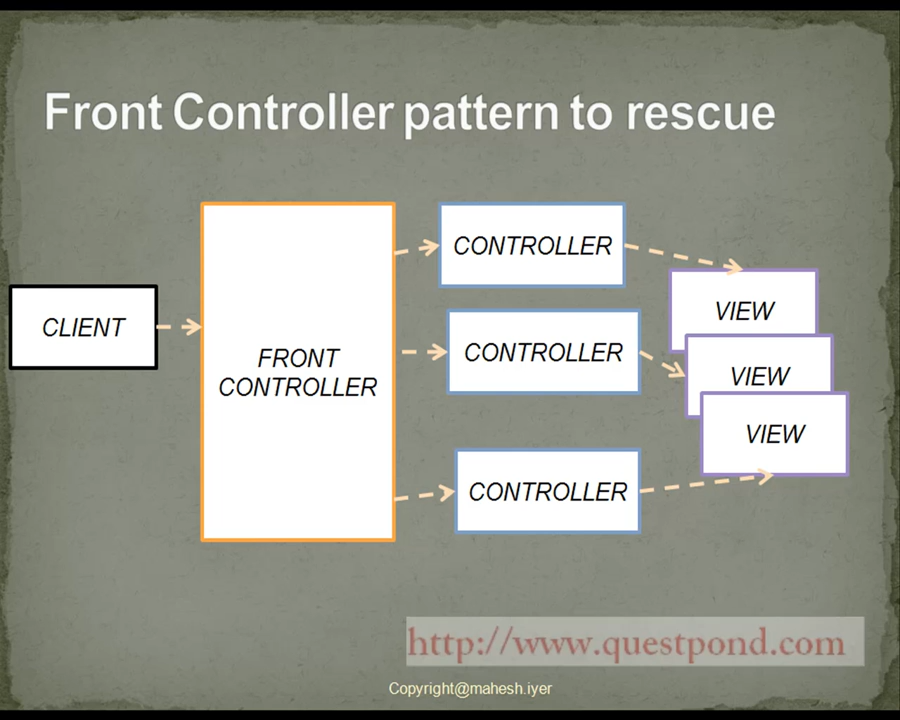 Front Controller pattern to rescue
CLIENT
FRONT
CONTROLLER
CONTROLLER
CONTROLLER
CONTROLLER
VIEW
VIEW
VIEW
http://www.questpond.com
Copyright@mahesh.iyer